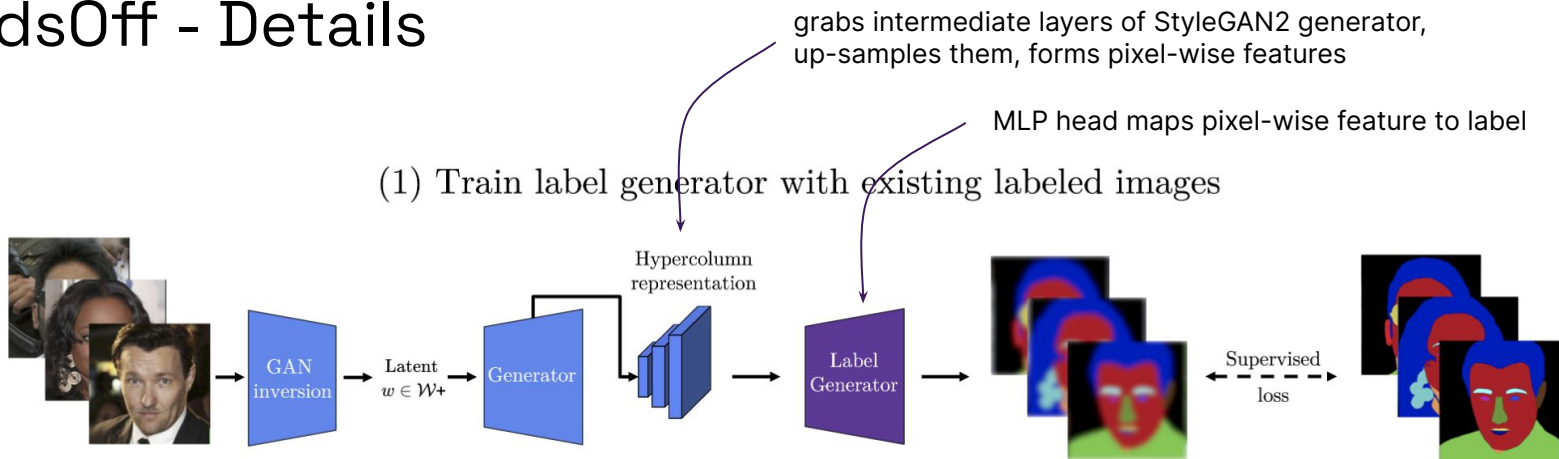 dsOff - Details
grabs intermediate layers of StyleGAN2 generator,
up-samples them, forms pixel-wise features
MLP head maps pixel-wise feature to label
(1) Train label generator with existing labeled images
Hypercolumn
representation
GAN
inversion
Latent
w ∈ W+
Generator
Label
Generator
Supervised
loss